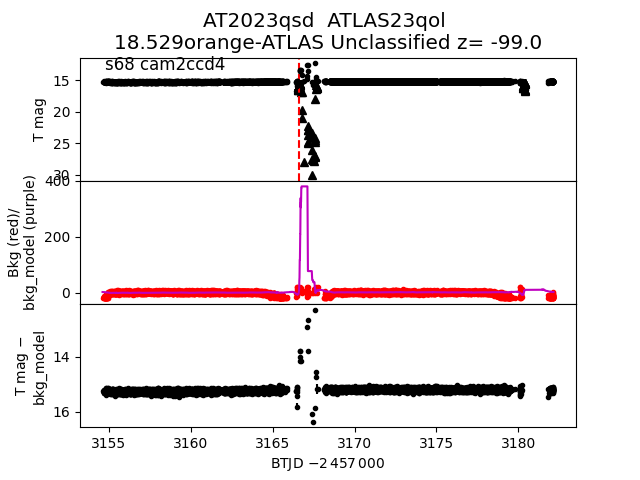 AT2023qsd  ATLAS23qol
18.529orange-ATLAS Unclassified z= -99.0
s68 cam2ccd4
T mag
15
20
25
30
Bkg (red)/
bkg_model (purple)
400
200
0
T mag −
bkg_model
14
16
3155
3160
3165
3170
3175
3180
BTJD −2 457 000